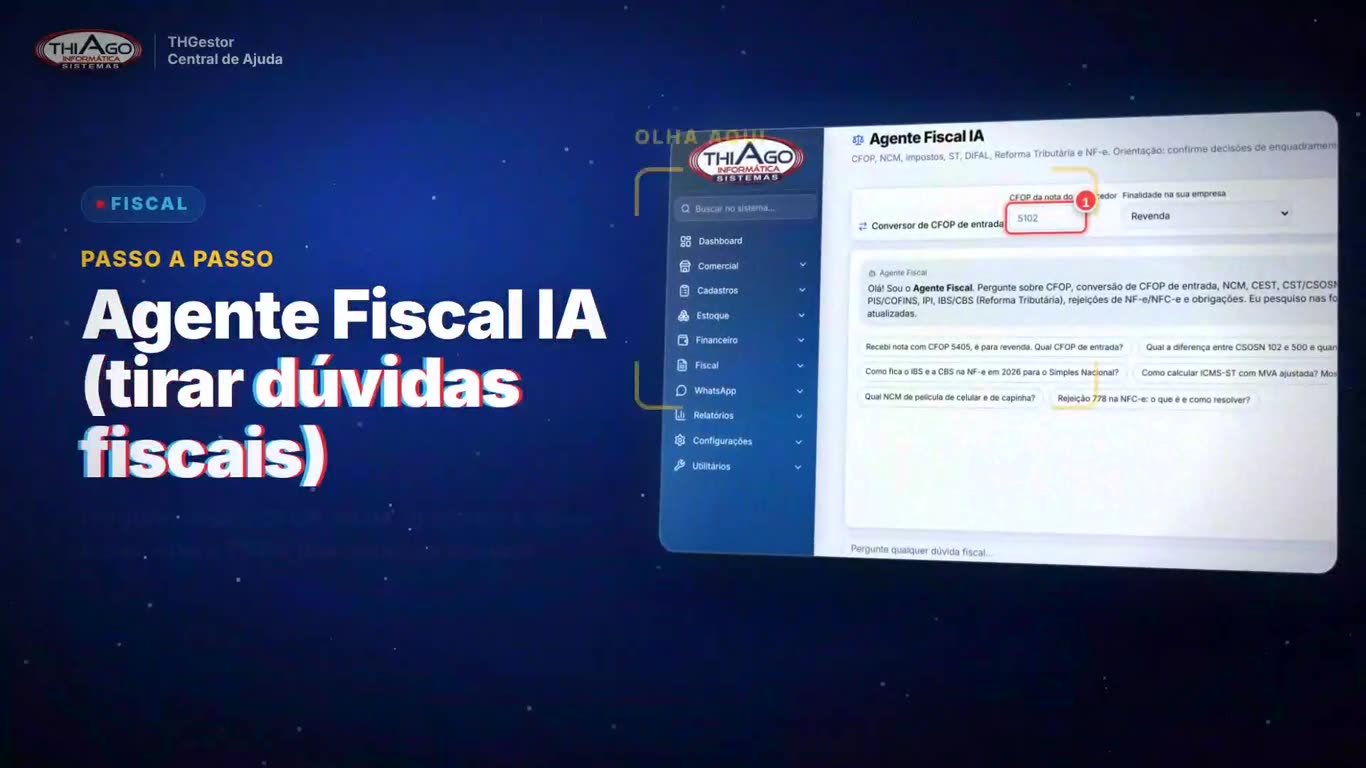 THIAGO
INFORMÁTICA
SISTEMAS
THGestor
Central de Ajuda
FISCAL
PASSO A PASSO
Agente Fiscal IA
(tirar dúvidas
fiscais)
OLHA AQUI
THIAGO
INFORMÁTICA
SISTEMAS
Buscar no sistema...
Dashboard
Comercial
Cadastros
Estoque
Financeiro
Fiscal
WhatsApp
Relatórios
Configurações
Utilitários
Agente Fiscal IA
CFOP, NCM, impostos, ST, DIFAL, Reforma Tributária e NF-e. Orientação: confirme decisões de
CFOP da nota do
1
Finalidade na sua empresa
Conversor de CFOP de entrada
5102
Revenda
Agente Fiscal
Olá! Sou o Agente Fiscal. Pergunte sobre CFOP, conversão de CFOP de entrada, NCM, CEST, CST/CSOSN
PIS/COFINS, IPI, IBS/CBS (Reforma Tributária), rejeições de NF-e/NFC-e e obrigações. Eu pesquiso nas
atualizadas.
Recebi nota com CFOP 5405, é para revenda. Qual CFOP de entrada?
Qual a diferença entre CSOSN 102 e 500 e
Como fica o IBS e a CBS na NF-e em 2026 para o Simples Nacional?
Como calcular ICMS-ST com MVA ajustada?
Qual NCM de película de celular e de capinha?
Rejeição 778 na NFC-e: o que é e como resolver?
Pergunte qualquer dúvida fiscal...